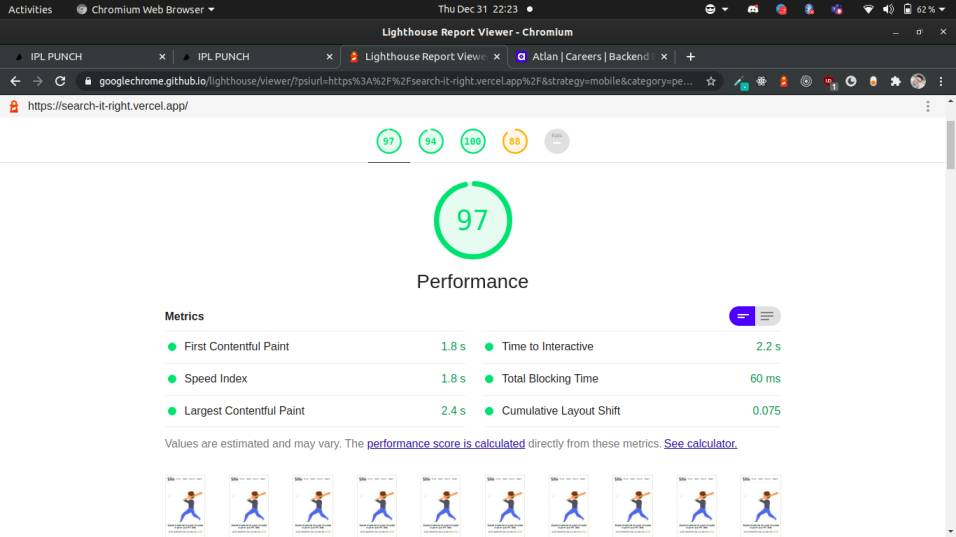 Activities Chromium Web Browser Thu Dec 31 22:23 62 %
Lighthouse Report Viewer - Chromium
IPL PUNCH IPL PUNCH Lighthouse Report Viewe Atlan | Careers | Backend
googlechrome.github.io/lighthouse/viewer/?psiurl=https%3A%2F%2Fsearch-it-right.vercel.app%2F&strategy=mobile&category=pe...
https://search-it-right.vercel.app/
97 94 100 88
97
Performance
Metrics
First Contentful Paint 1.8 s Time to Interactive 2.2 s
Speed Index 1.8 s Total Blocking Time 60 ms
Largest Contentful Paint 2.4 s Cumulative Layout Shift 0.075
Values are estimated and may vary. The performance score is calculated directly from these metrics. See calculator.